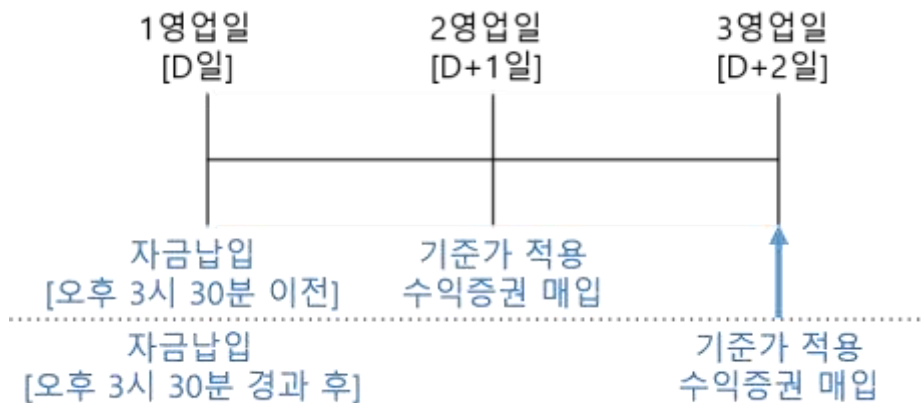 1영업일 2영업일 3영업일
[D일] [D+1일] [D+2일]
자금납입 기준가 적용
[오후 3시 30분 이전] 수익증권 매입
자금납입 기준가 적용
[오후 3시 30분 경과 후] 수익증권 매입